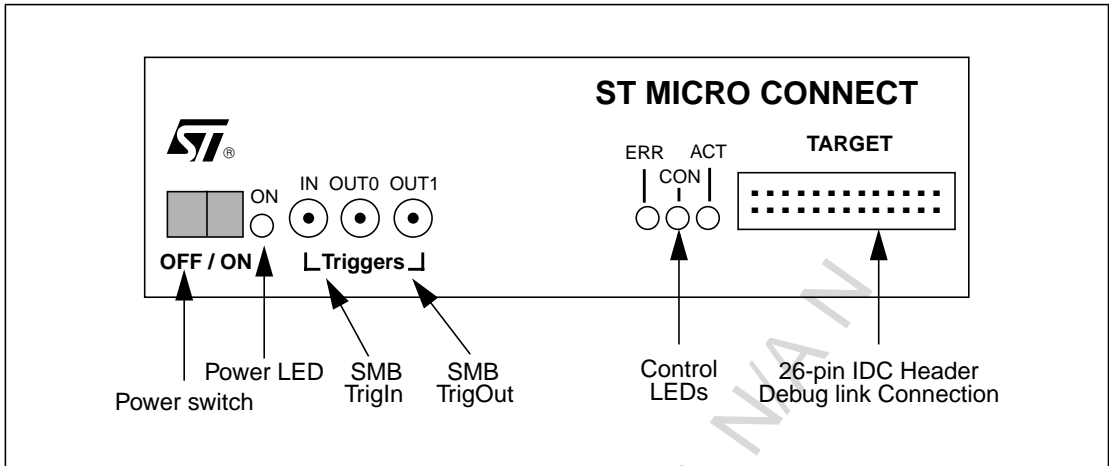 ST MICRO CONNECT
ST®
TARGET
ERR ACT
CON
ON
IN OUT0 OUT1
OFF / ON
Triggers
Power LED
Power switch
SMB
TrigIn
SMB
TrigOut
Control
LEDs
26-pin IDC Header
Debug link Connection
N/A N